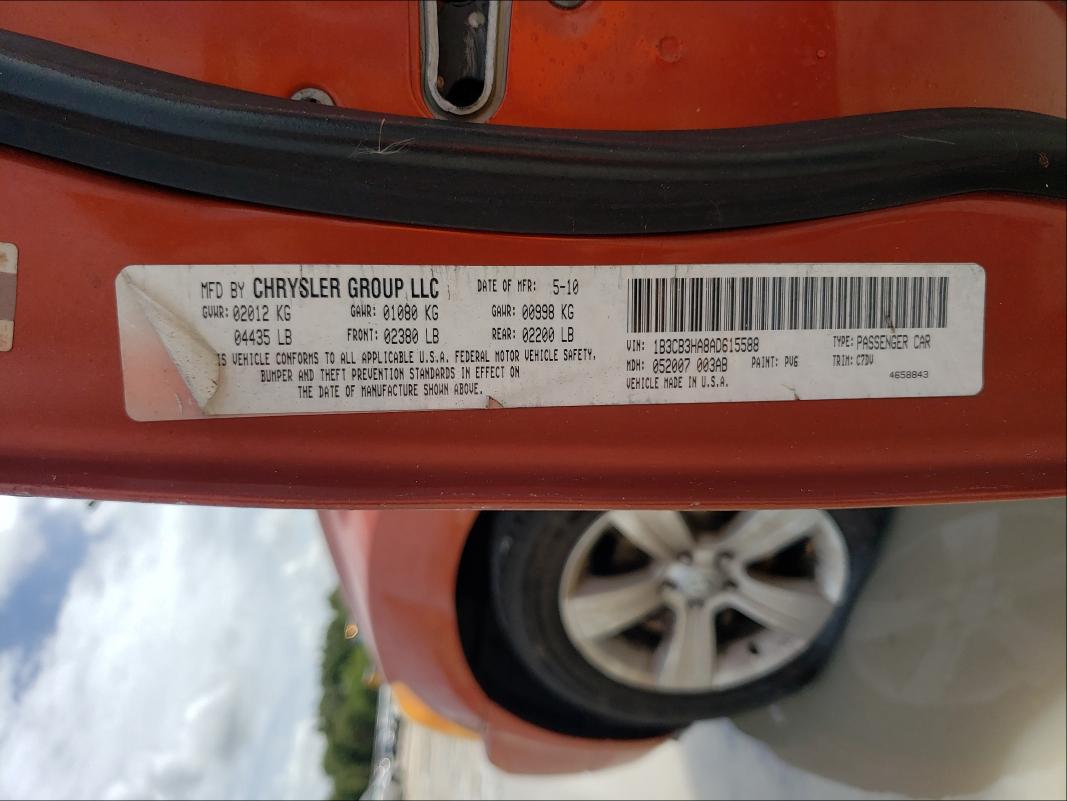 MFD BY CHRYSLER GROUP LLC DATE OF MFR: 5-10
GVWR: 02012 KG GAWR: 01080 KG GAWR: 00998 KG
04435 LB FRONT: 02380 LB REAR: 02200 LB
IS VEHICLE CONFORMS TO ALL APPLICABLE U.S.A. FEDERAL MOTOR VEHICLE SAFETY,
BUMPER AND THEFT PREVENTION STANDARDS IN EFFECT ON
THE DATE OF MANUFACTURE SHOWN ABOVE.
VIN: 1B3CB3HA8AD615588 TYPE: PASSENGER CAR
MDH: 052007 003AB PAINT: PV6 TRIM: C7DV
VEHICLE MADE IN U.S.A. 4658843